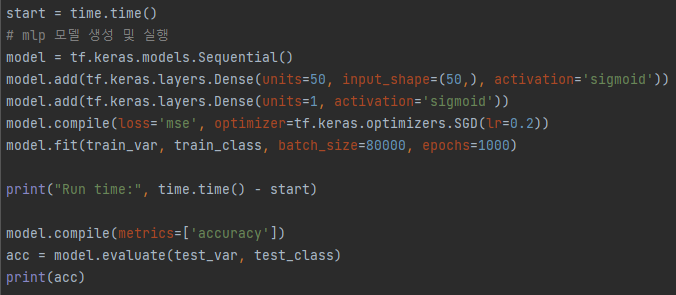 start = time.time()
# mlp 모델 생성 및 실행
model = tf.keras.models.Sequential()
model.add(tf.keras.layers.Dense(units=50, input_shape=(50,), activation='sigmoid'))
model.add(tf.keras.layers.Dense(units=1, activation='sigmoid'))
model.compile(loss='mse', optimizer=tf.keras.optimizers.SGD(lr=0.2))
model.fit(train_var, train_class, batch_size=80000, epochs=1000)
print("Run time:", time.time() - start)
model.compile(metrics=['accuracy'])
acc = model.evaluate(test_var, test_class)
print(acc)